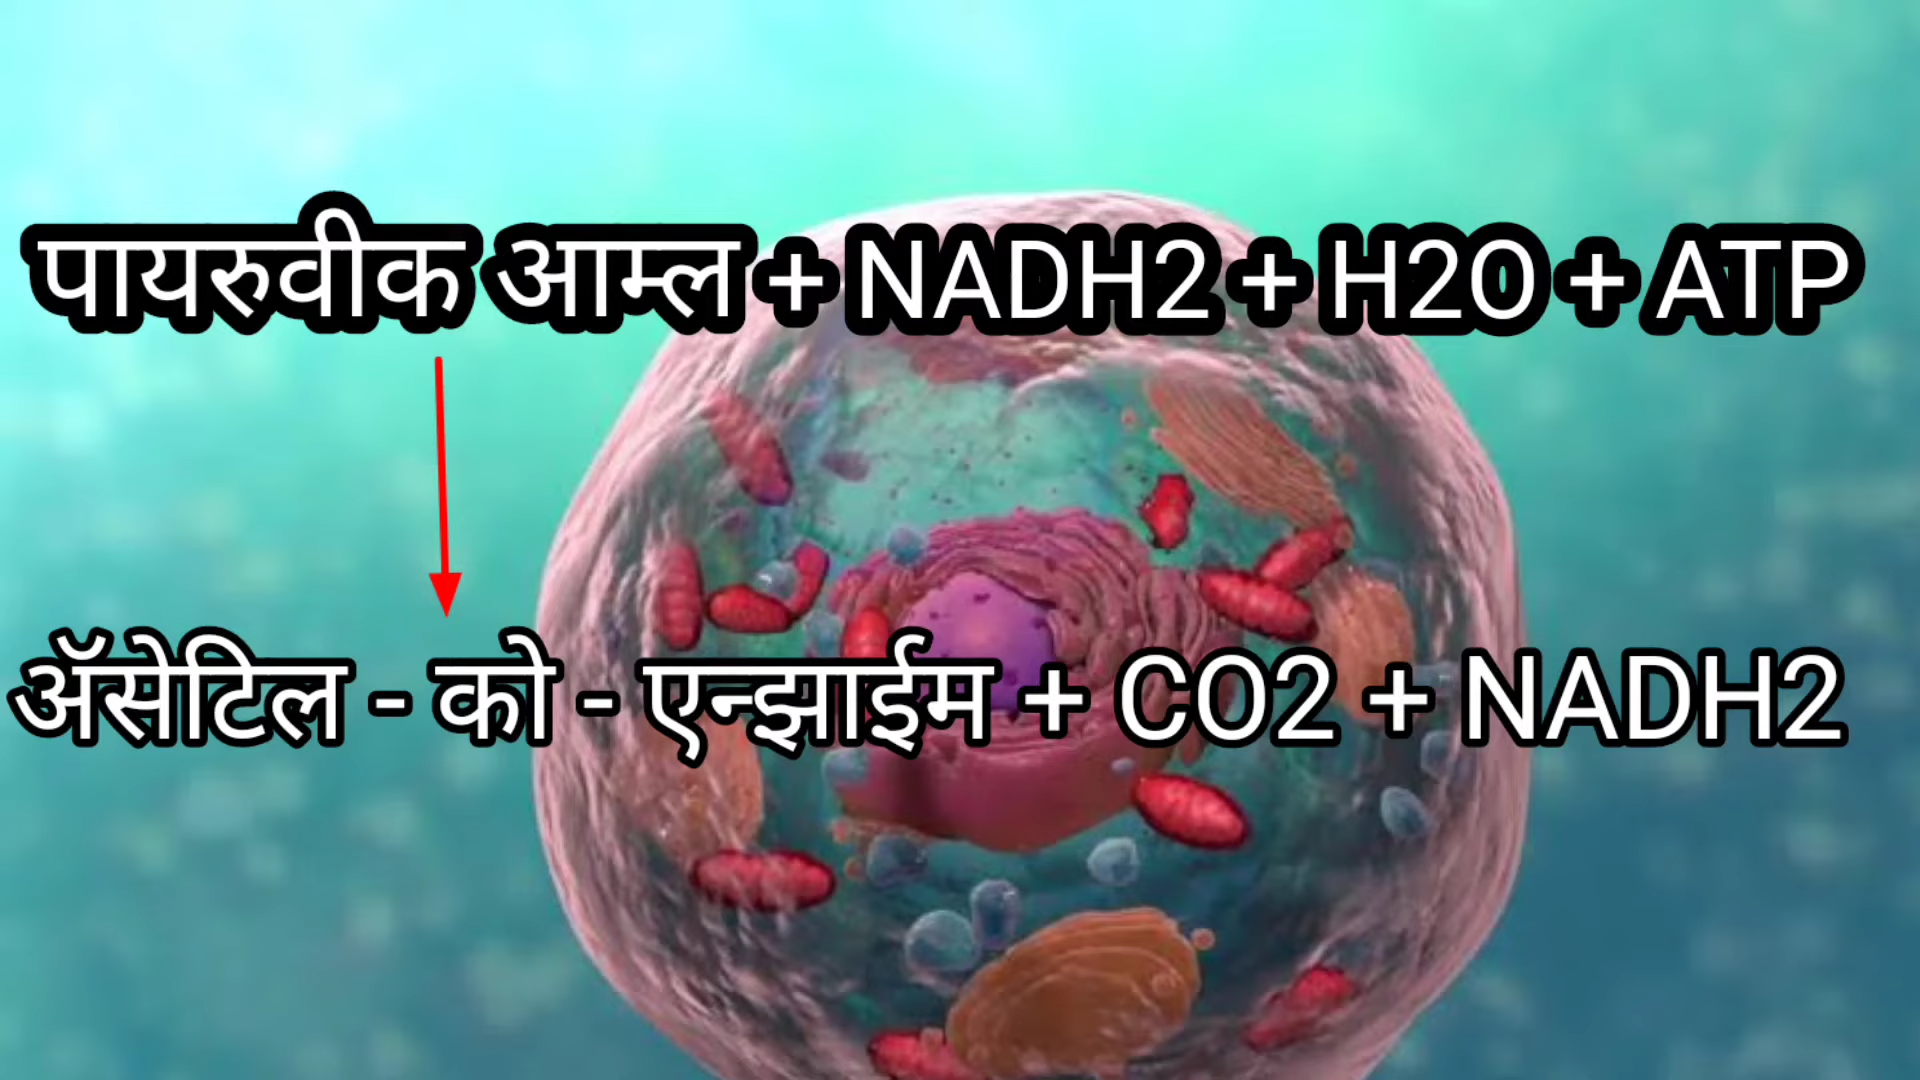 पायरुवीक आम्ल + NADH2 + H2O + ATP
ॲसेटिल - को - एन्झाईम + CO2 + NADH2